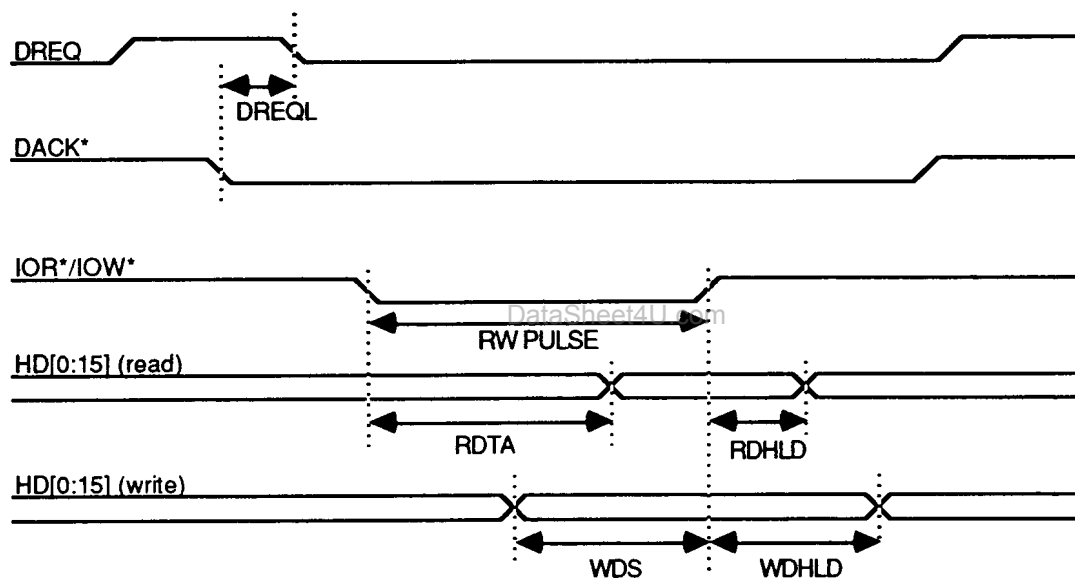 DREQ
DREQL
DACK*
IOR*/IOW*
DataSheet4U.com
RW PULSE
HD[0:15] (read)
RDTA
RDHLD
HD[0:15] (write)
WDS
WDHLD